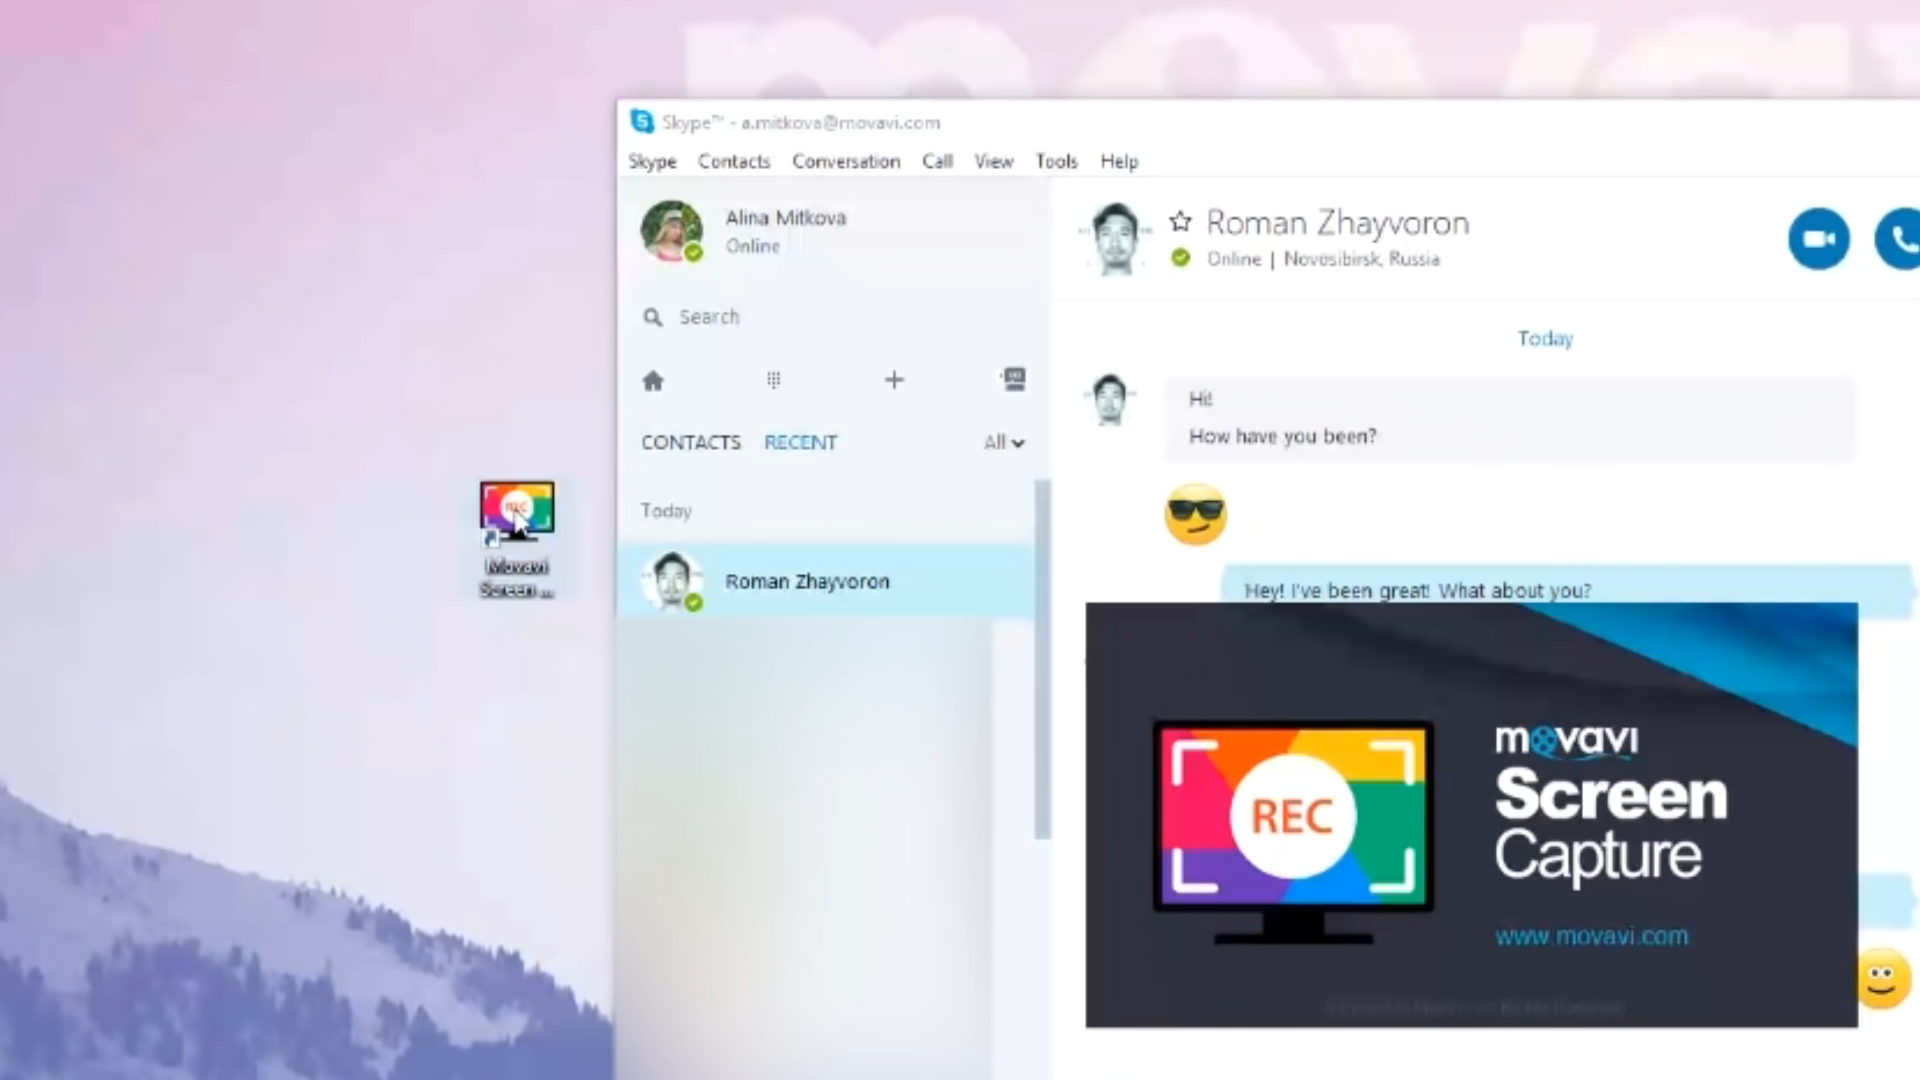 movav
Skype™ - a.mitkova@movavi.com
Skype Contacts Conversation Call View Tools Help
Alina Mitkova
Online
Search
CONTACTS RECENT All
Today
Roman Zhayvoron
Roman Zhayvoron
Online | Novosibirsk, Russia
Today
Hi!
How have you been?
Hey! I've been great! What about you?
REC
Movavi
Screen ...
REC
movavi
Screen
Capture
www.movavi.com